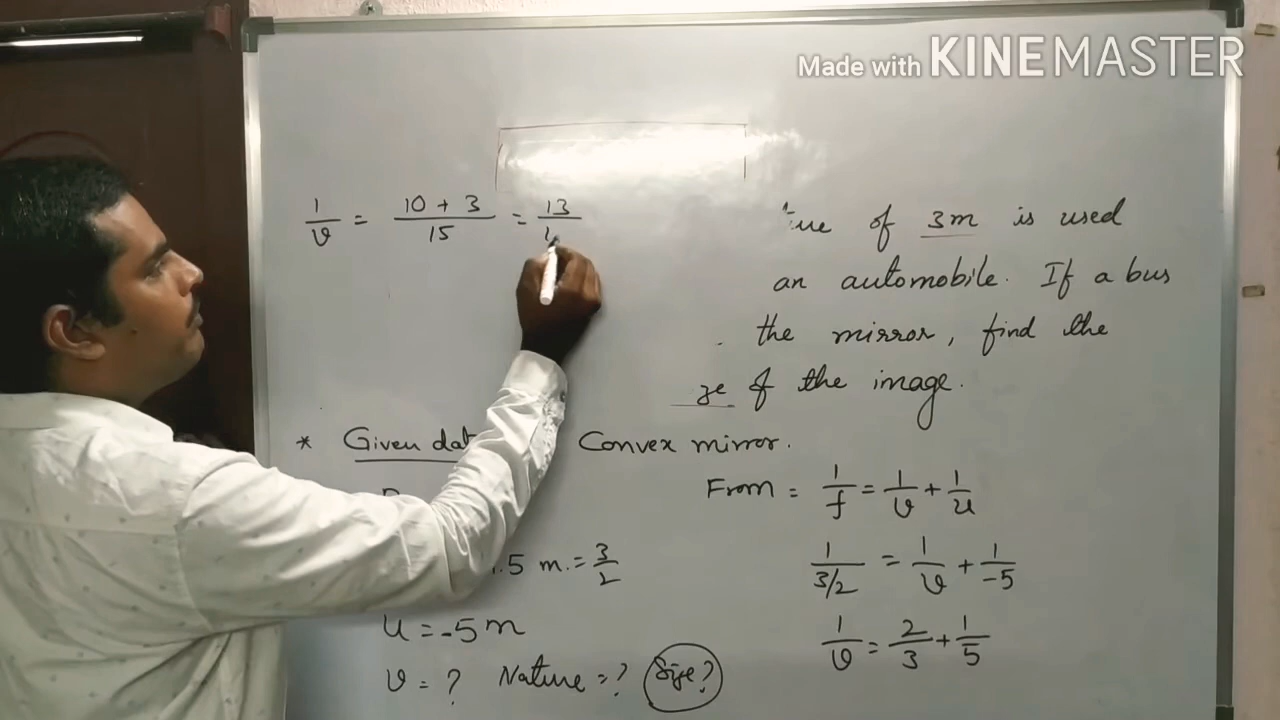 Made with KINEMASTER
1/v = 10 + 3/15 = 13/1
of 3m is used
an automobile. If a bus
the mirror, find the
ze of the image.
* Given dat Convex mirror.
From = 1/f = 1/v + 1/u
.5 m. = 3/2
1/3/2 = 1/v + 1/-5
u = -5 m
1/v = 2/3 + 1/5
v = ? Nature = ? Size?